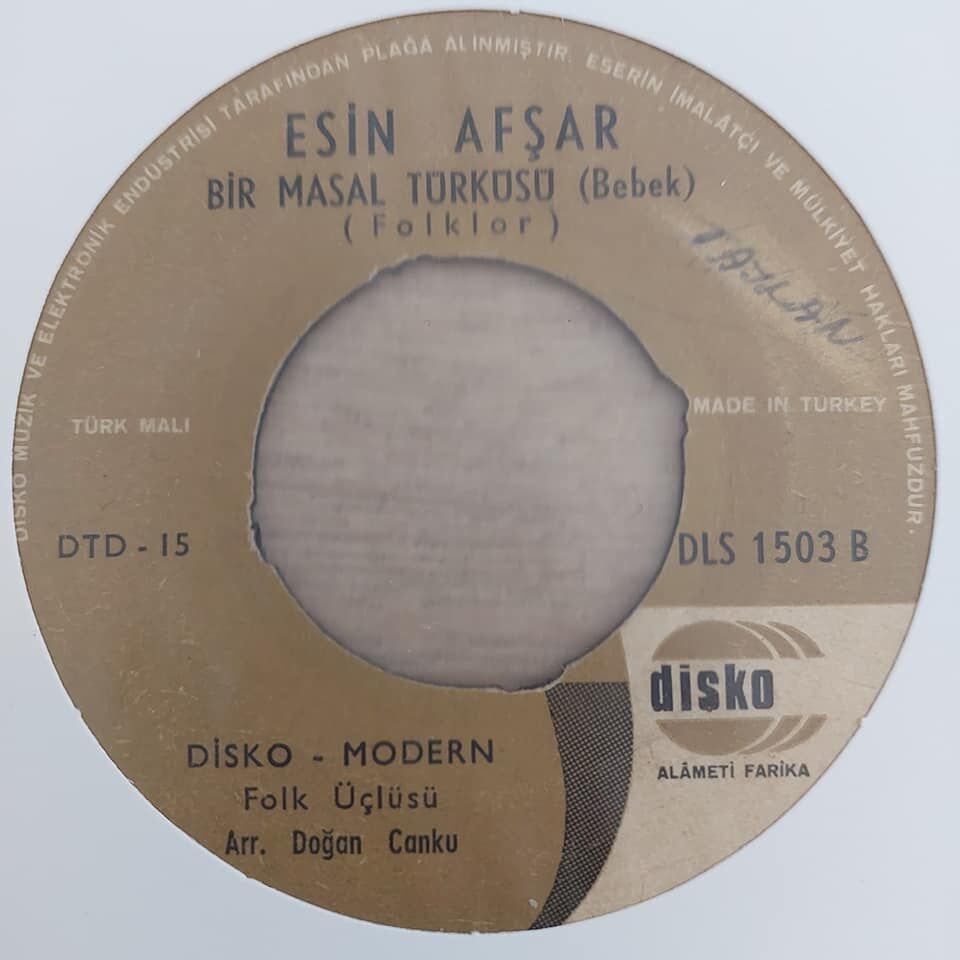 DİSKO MÜZİK VE ELEKTRONİK ENDÜSTRİSİ TARAFINDAN PLAĞA ALINMIŞTIR. ESERİN İMALÂTÇI VE MÜLKİYET HAKLARI MAHFUZDUR.
ESİN AFŞAR
BİR MASAL TÜRKÜSÜ (Bebek)
(Folklor)
TAYLAN
TÜRK MALI
MADE IN TURKEY
DTD - 15
DLS 1503 B
disko
ALÂMETİ FARİKA
DİSKO - MODERN
Folk Üçlüsü
Arr. Doğan Canku